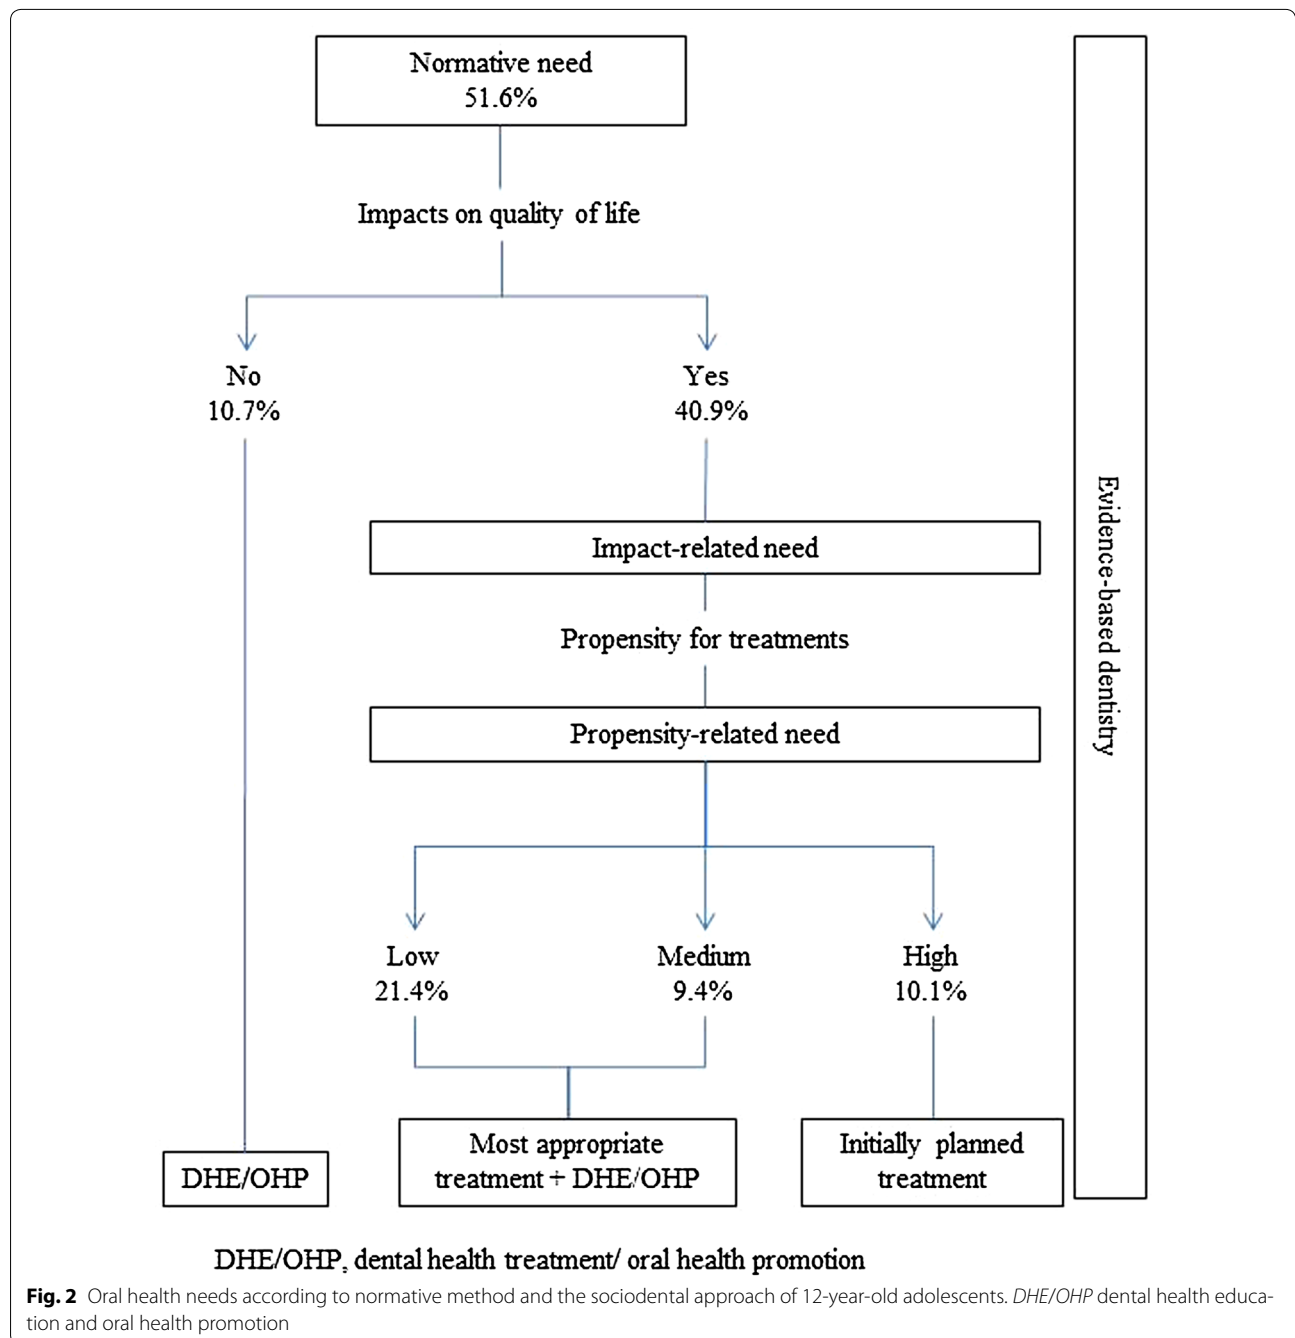 Normative need
51.6%
Impacts on quality of life
No
10.7%
Yes
40.9%
Impact-related need
Propensity for treatments
Propensity-related need
Low
21.4%
Medium
9.4%
High
10.1%
DHE/OHP
Most appropriate
treatment + DHE/OHP
Initially planned
treatment
Evidence-based dentistry
DHE/OHP, dental health treatment/ oral health promotion
Fig. 2 Oral health needs according to normative method and the sociodental approach of 12-year-old adolescents. DHE/OHP dental health educa-
tion and oral health promotion